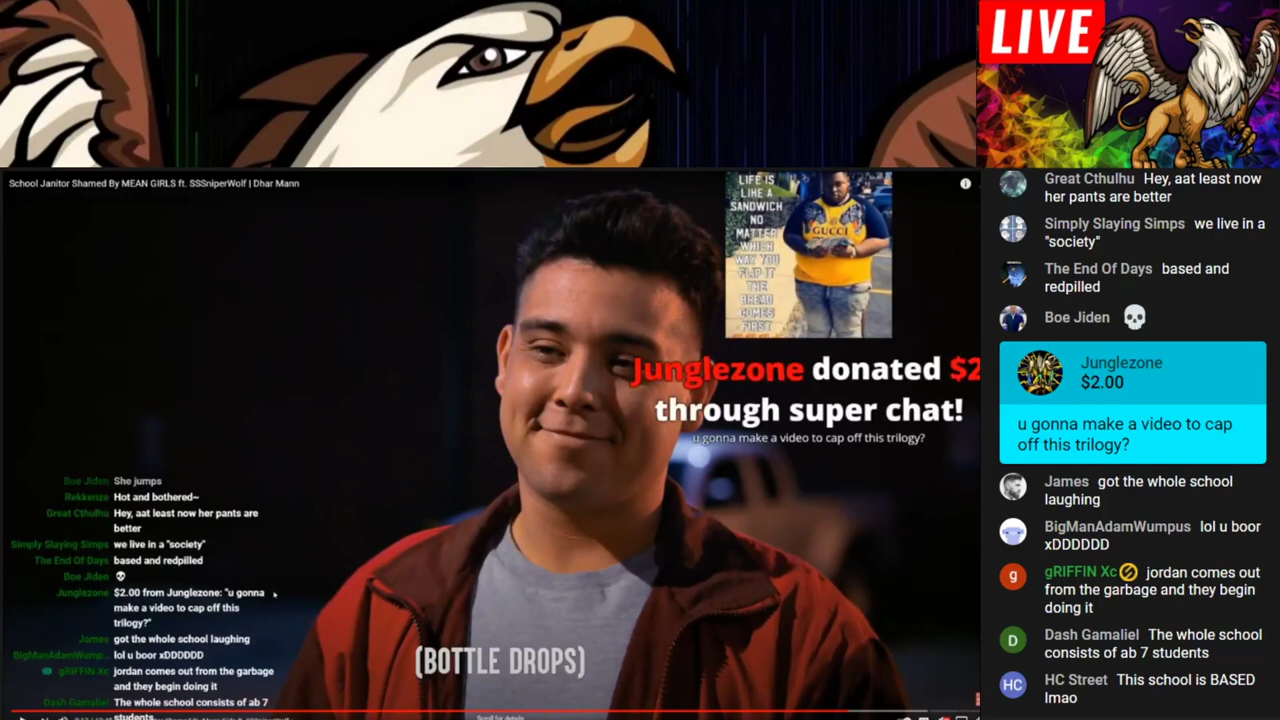 LIVE
School Janitor Shamed By MEAN GIRLS ft. SSSniperWolf | Dhar Mann
LIFE IS
LIKE A
SANDWICH
NO
MATTER
WHICH
WAY YOU
FLIP IT
THE
BREAD
COMES
FIRST
GUCCI
Junglezone donated $2
through super chat!
u gonna make a video to cap off this trilogy?
(BOTTLE DROPS)
Boe Jiden She jumps
Rekkenze Hot and bothered~
Great Cthulhu Hey, aat least now her pants are
better
Simply Slaying Simps we live in a "society"
The End Of Days based and redpilled
Boe Jiden 💀
Junglezone $2.00 from Junglezone: "u gonna
make a video to cap off this
trilogy?"
James got the whole school laughing
BigManAdamWump... lol u boor xDDDDDD
gRIFFIN Xc jordan comes out from the garbage
and they begin doing it
Dash Gamaliel The whole school consists of ab 7
students
Scroll for details
Great Cthulhu Hey, aat least now
her pants are better
Simply Slaying Simps we live in a
"society"
The End Of Days based and
redpilled
Boe Jiden 💀
Junglezone
$2.00
u gonna make a video to cap
off this trilogy?
James got the whole school
laughing
BigManAdamWumpus lol u boor
xDDDDDD
g gRIFFIN Xc jordan comes out
from the garbage and they begin
doing it
D Dash Gamaliel The whole school
consists of ab 7 students
HC HC Street This school is BASED
lmao